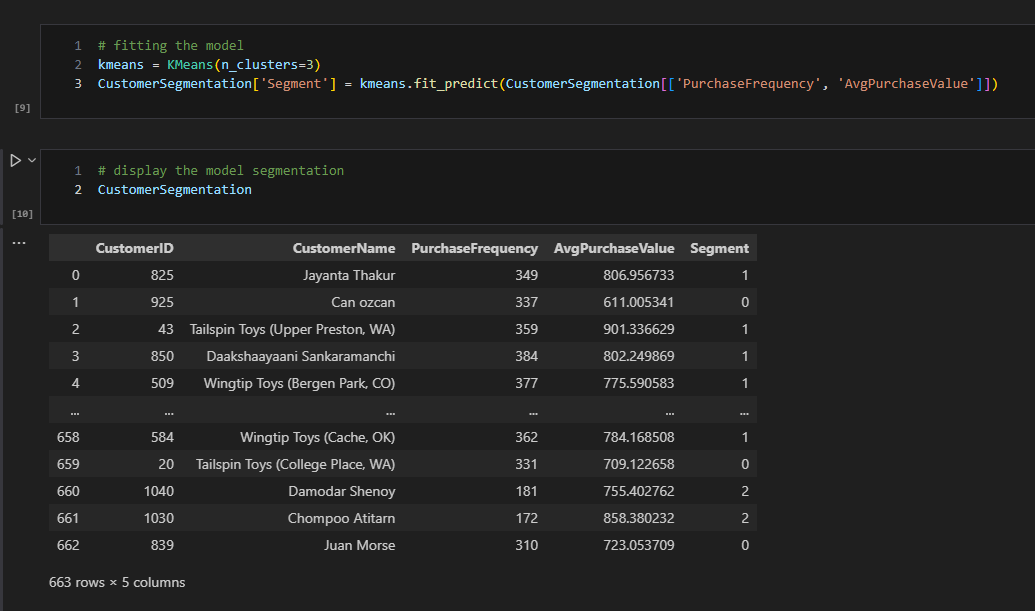 1 # fitting the model
2 kmeans = KMeans(n_clusters=3)
3 CustomerSegmentation['Segment'] = kmeans.fit_predict(CustomerSegmentation[['PurchaseFrequency', 'AvgPurchaseValue']])
[9]
1 # display the model segmentation
2 CustomerSegmentation
[10]
...
CustomerID CustomerName PurchaseFrequency AvgPurchaseValue Segment
0 825 Jayanta Thakur 349 806.956733 1
1 925 Can ozcan 337 611.005341 0
2 43 Tailspin Toys (Upper Preston, WA) 359 901.336629 1
3 850 Daakshaayaani Sankaramanchi 384 802.249869 1
4 509 Wingtip Toys (Bergen Park, CO) 377 775.590583 1
... ... ... ... ... ...
658 584 Wingtip Toys (Cache, OK) 362 784.168508 1
659 20 Tailspin Toys (College Place, WA) 331 709.122658 0
660 1040 Damodar Shenoy 181 755.402762 2
661 1030 Chompoo Atitarn 172 858.380232 2
662 839 Juan Morse 310 723.053709 0
663 rows × 5 columns